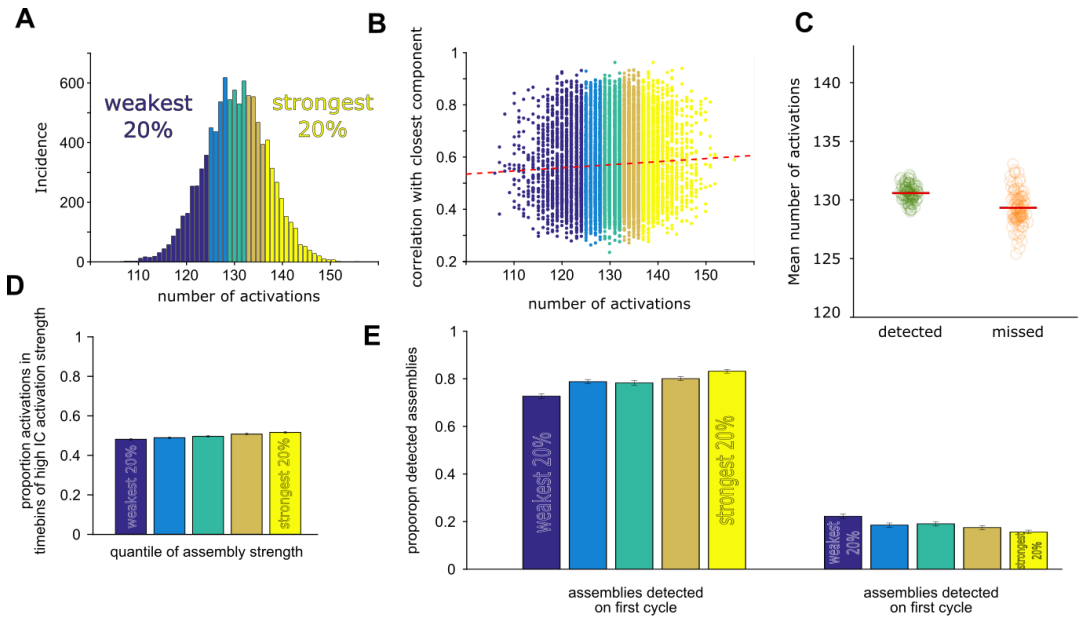 A
Incidence
600
400
200
0
weakest
20%
strongest
20%
110
120
130
140
150
number of activations
B
correlation with closest component
1
0.8
0.6
0.4
0.2
110
120
130
140
150
number of activations
C
Mean number of activations
140
135
130
125
120
detected
missed
D
proportion activations in
timebins of high IC activation strength
1
0.8
0.6
0.4
0.2
0
weakest 20%
strongest 20%
quantile of assembly strength
E
proporopn detected assemblies
1
0.8
0.6
0.4
0.2
0
weakest 20%
strongest 20%
assemblies detected
on first cycle
weakest
20%
strongest
20%
assemblies detected
on first cycle